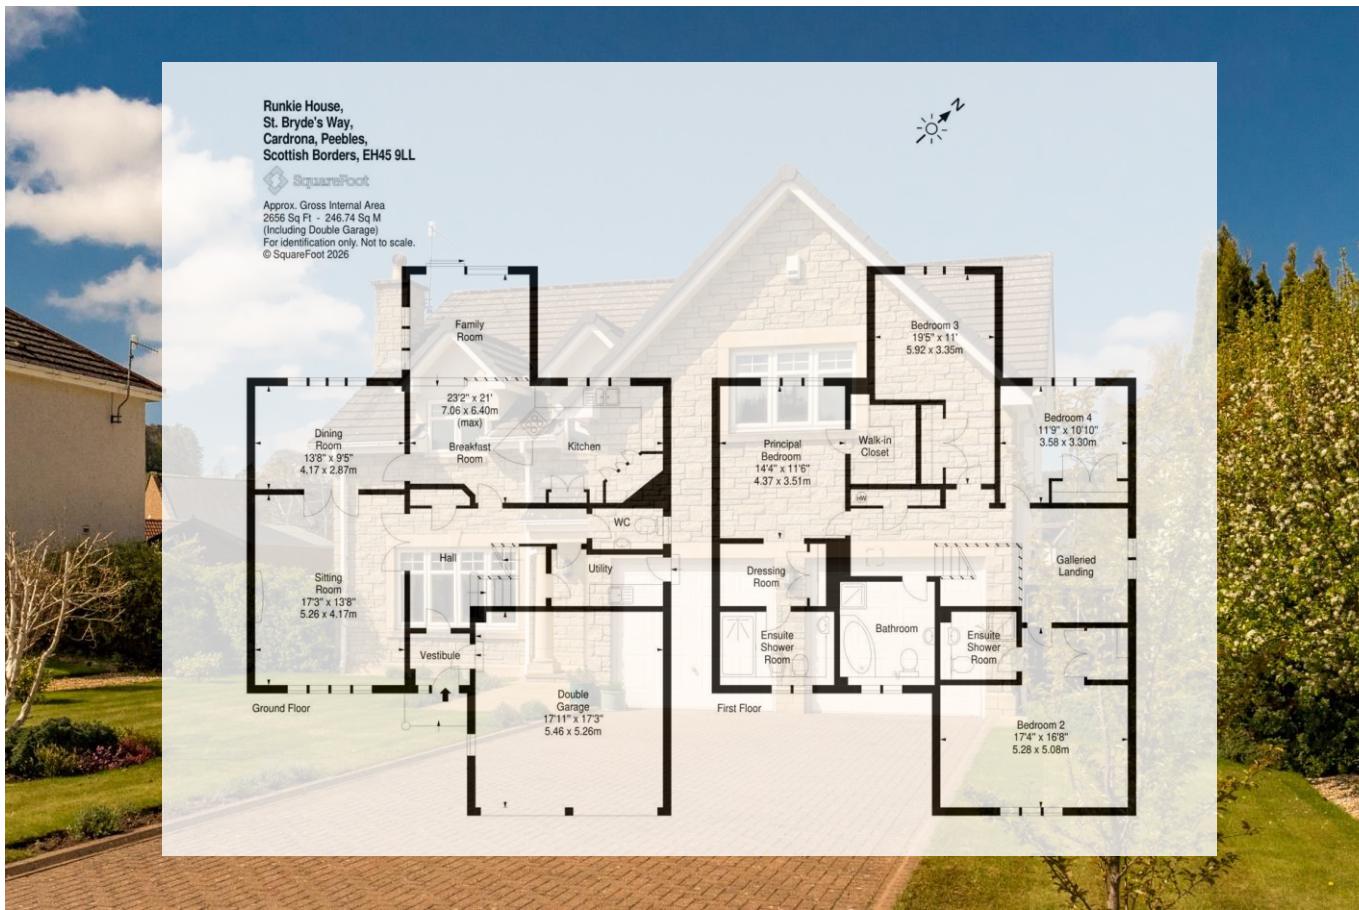 Runkie House,
St. Bryde's Way,
Cardrona, Peebles,
Scottish Borders, EH45 9LL
SquareFoot
Approx. Gross Internal Area
2656 Sq Ft - 246.74 Sq M
(Including Double Garage)
For identification only. Not to scale.
© SquareFoot 2026
N
Family
Room
23'2" x 21'
7.06 x 6.40m
(max)
Breakfast
Room
Kitchen
Dining
Room
13'8" x 9'5"
4.17 x 2.87m
WC
Hall
Utility
Sitting
Room
17'3" x 13'8"
5.26 x 4.17m
Vestibule
Double
Garage
17'11" x 17'3"
5.46 x 5.26m
Ground Floor
Bedroom 3
19'5" x 11'
5.92 x 3.35m
Bedroom 4
11'9" x 10'10"
3.58 x 3.30m
Principal
Bedroom
14'4" x 11'6"
4.37 x 3.51m
Walk-in
Closet
HW
Dressing
Room
Galleried
Landing
Ensuite
Shower
Room
Bathroom
Ensuite
Shower
Room
Bedroom 2
17'4" x 16'8"
5.28 x 5.08m
First Floor